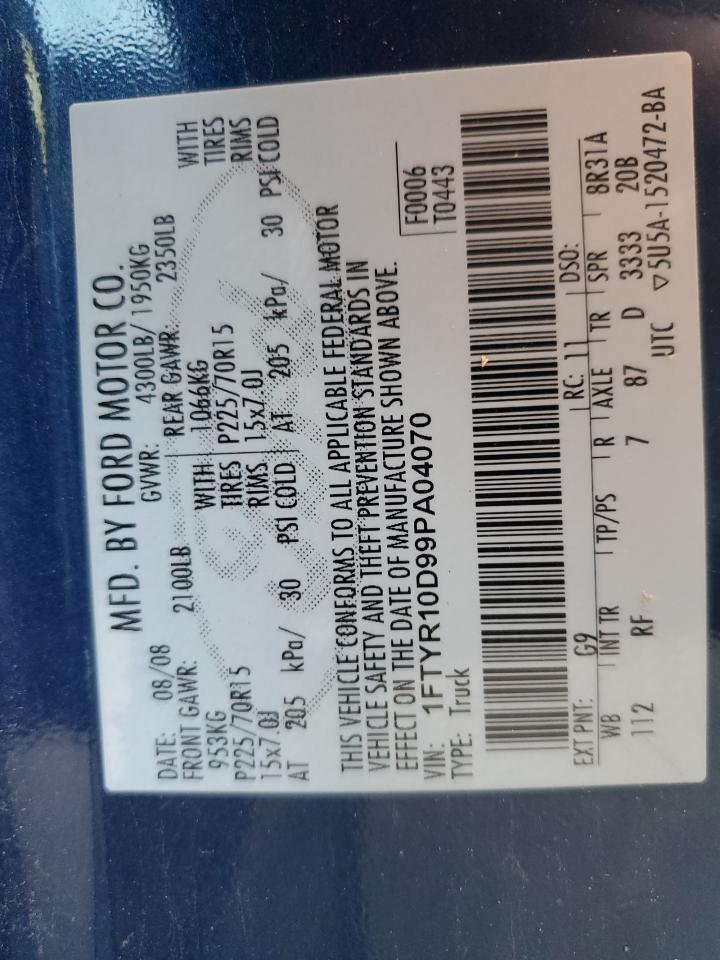 MFD. BY FORD MOTOR CO.
DATE: 08/08 GVWR: 4300LB/ 1950KG
FRONT GAWR: 2100LB REAR GAWR: 2350LB
953KG WITH 1066KG WITH
P225/70R15 TIRES P225/70R15 TIRES
15x7.0J RIMS 15x7.0J RIMS
AT 205 kPa/ 30 PSI COLD AT 205 kPa/ 30 PSI COLD
THIS VEHICLE CONFORMS TO ALL APPLICABLE FEDERAL MOTOR
VEHICLE SAFETY AND THEFT PREVENTION STANDARDS IN
EFFECT ON THE DATE OF MANUFACTURE SHOWN ABOVE.
VIN: 1FTYR10D99PA04070 F0006
TYPE: Truck T0443
EXT PNT: G9 RC: 11 DSO:
WB INT TR TP/PS R AXLE TR SPR 8R31A
112 RF 7 87 D 3333 20B
UTC ▽5U5A-1520472-BA